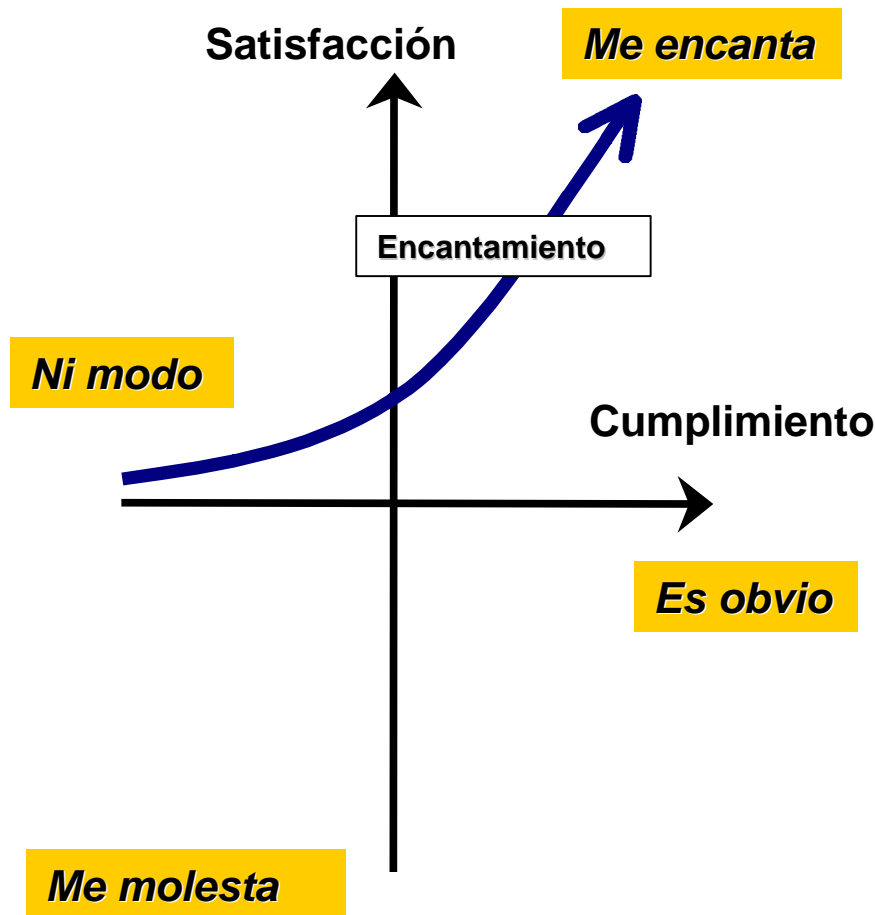 Satisfacción
Me encanta
Encantamiento
Ni modo
Cumplimiento
Es obvio
Me molesta